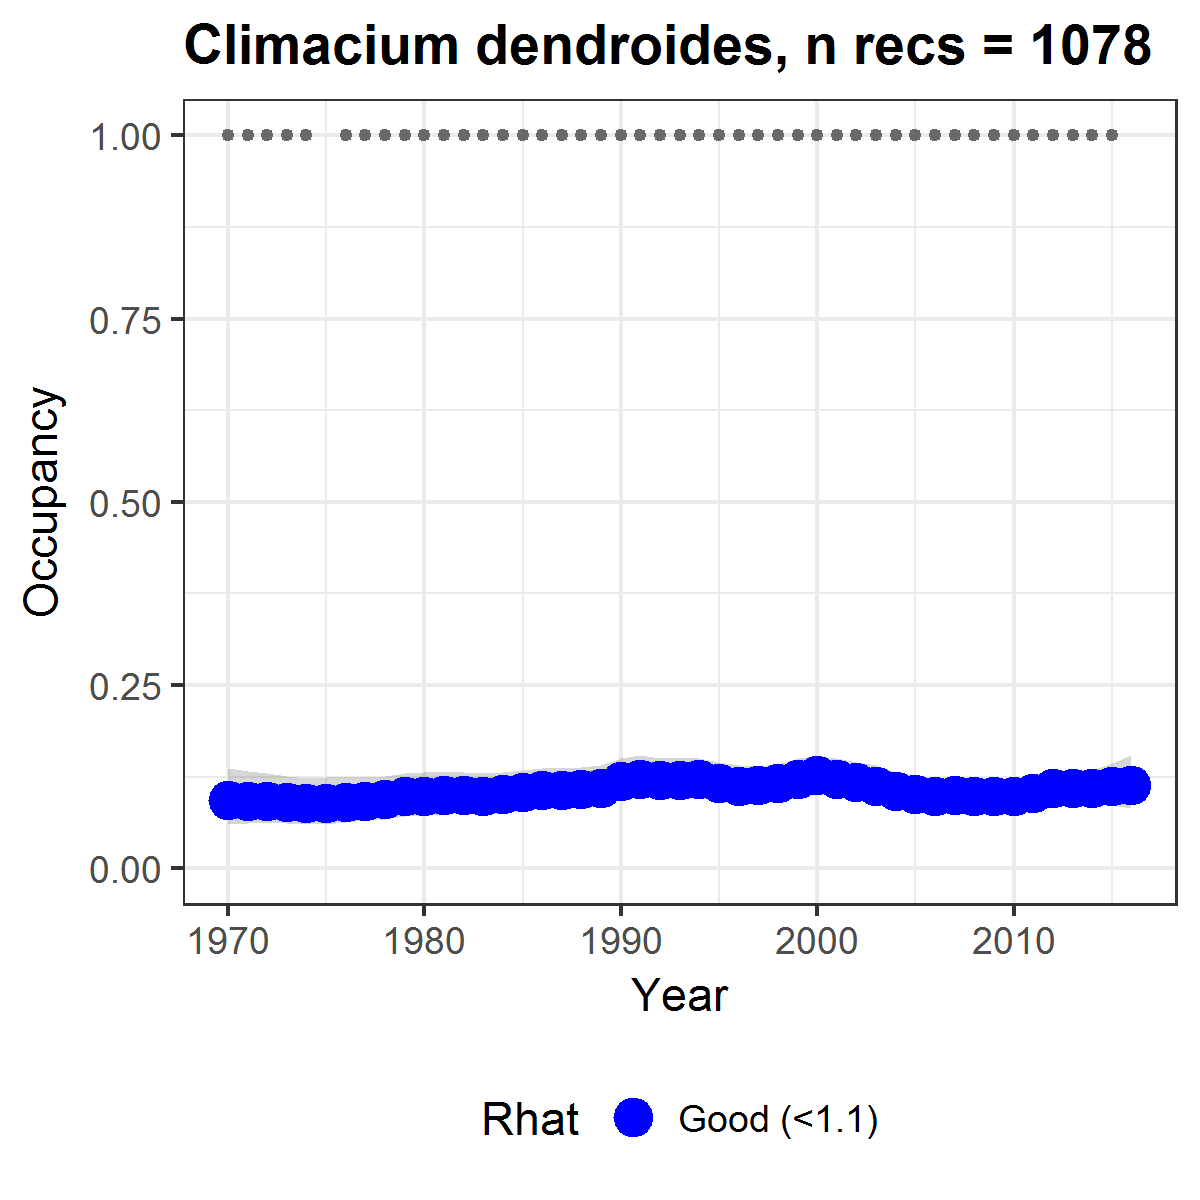 Climacium dendroides, n recs = 1078
1.00
0.75
0.50
0.25
0.00
Occupancy
1970 1980 1990 2000 2010
Year
Rhat Good (<1.1)